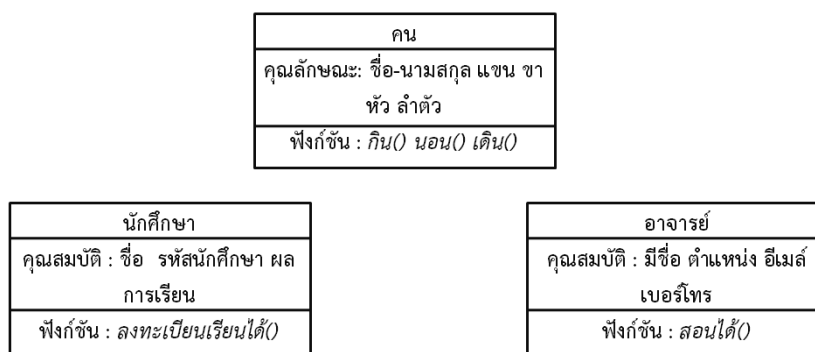 คน
คุณลักษณะ: ชื่อ-นามสกุล แขน ขา
หัว ลำตัว
ฟังก์ชัน : กิน() นอน() เดิน()
นักศึกษา
คุณสมบัติ : ชื่อ รหัสนักศึกษา ผล
การเรียน
ฟังก์ชัน : ลงทะเบียนเรียนได้()
อาจารย์
คุณสมบัติ : มีชื่อ ตำแหน่ง อีเมล์
เบอร์โทร
ฟังก์ชัน : สอนได้()